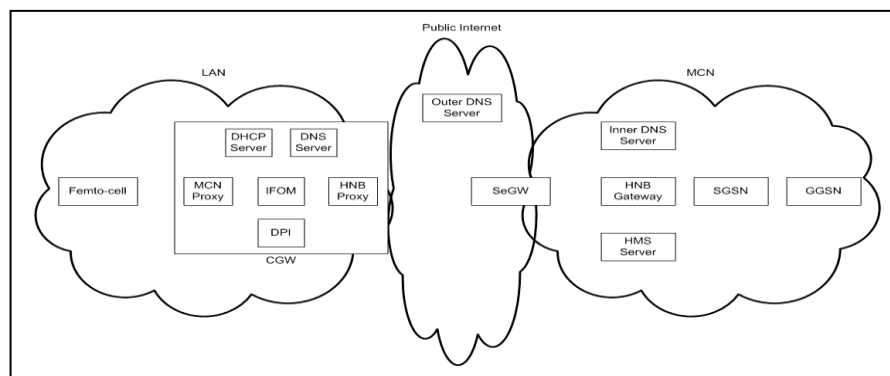 Public Internet
LAN
MCN
Outer DNS
Server
DHCP
Server
DNS
Server
Inner DNS
Server
Femto-cell
MCN
Proxy
IFOM
HNB
Proxy
SeGW
HNB
Gateway
SGSN
GGSN
DPI
HMS
Server
CGW